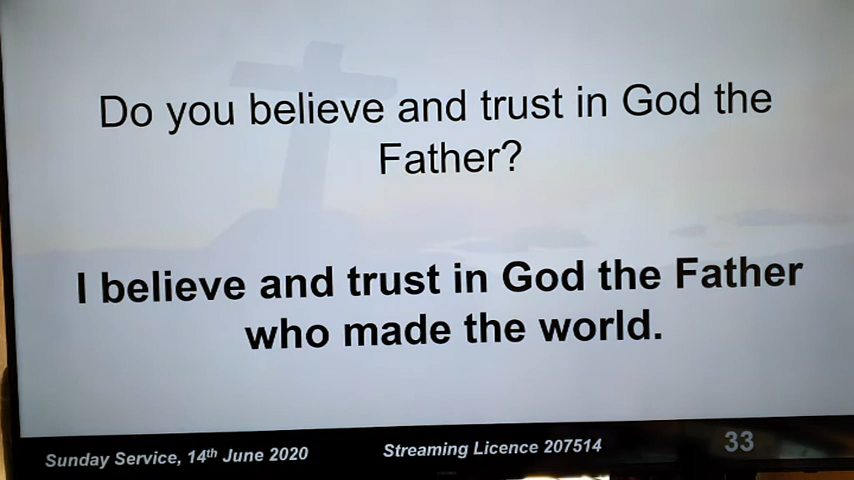 Do you believe and trust in God the
Father?
I believe and trust in God the Father
who made the world.
Sunday Service, 14th June 2020
Streaming Licence 207514
33